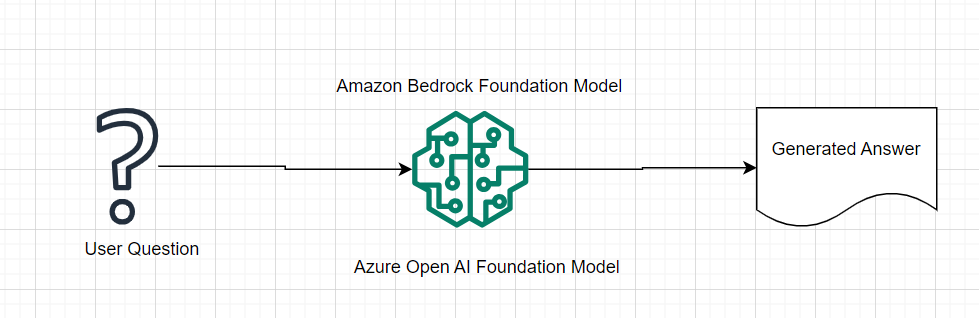 Amazon Bedrock Foundation Model
Generated Answer
User Question
Azure Open AI Foundation Model